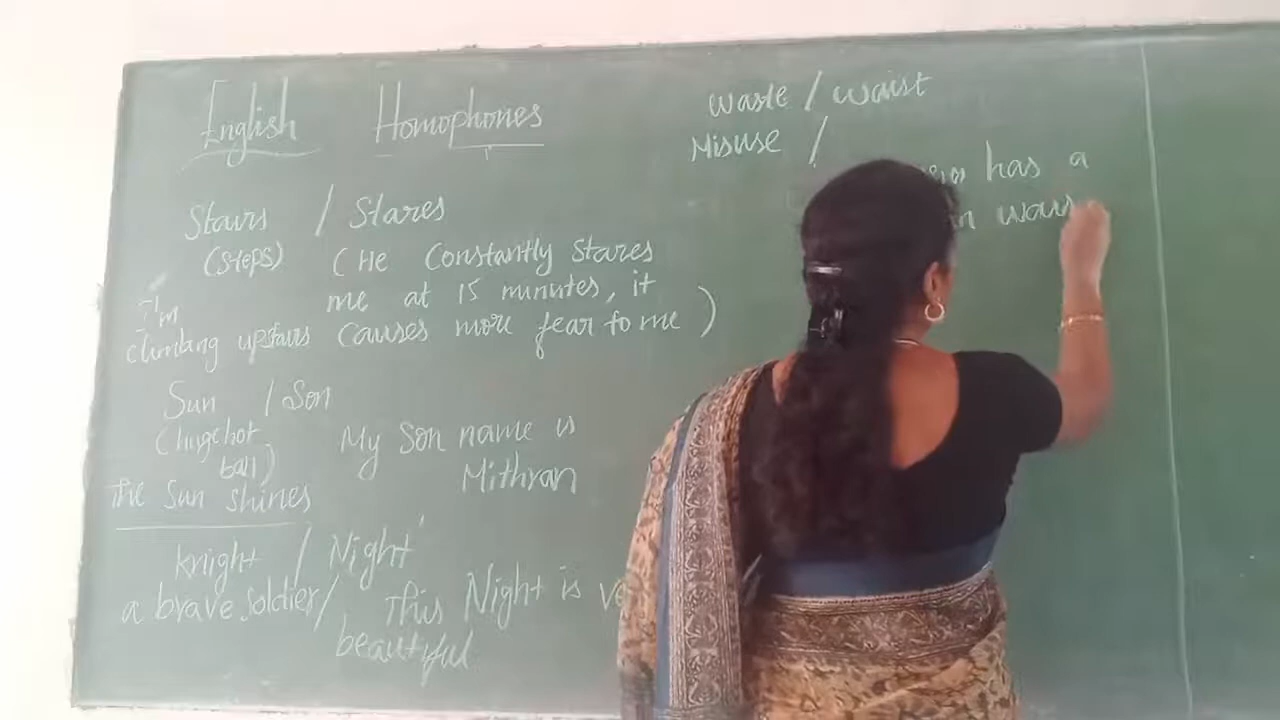 English Homophones
Stairs / Stares
(steps) (He Constantly stares
me at 15 minutes, it
I'm
climbing upstairs causes more fear to me )
Sun / Son
(huge hot
ball)
My Son name is
Mithran
The Sun shines
knight / Night
a brave soldier/ This Night is
beautiful
waste / waist
Misuse /
has a